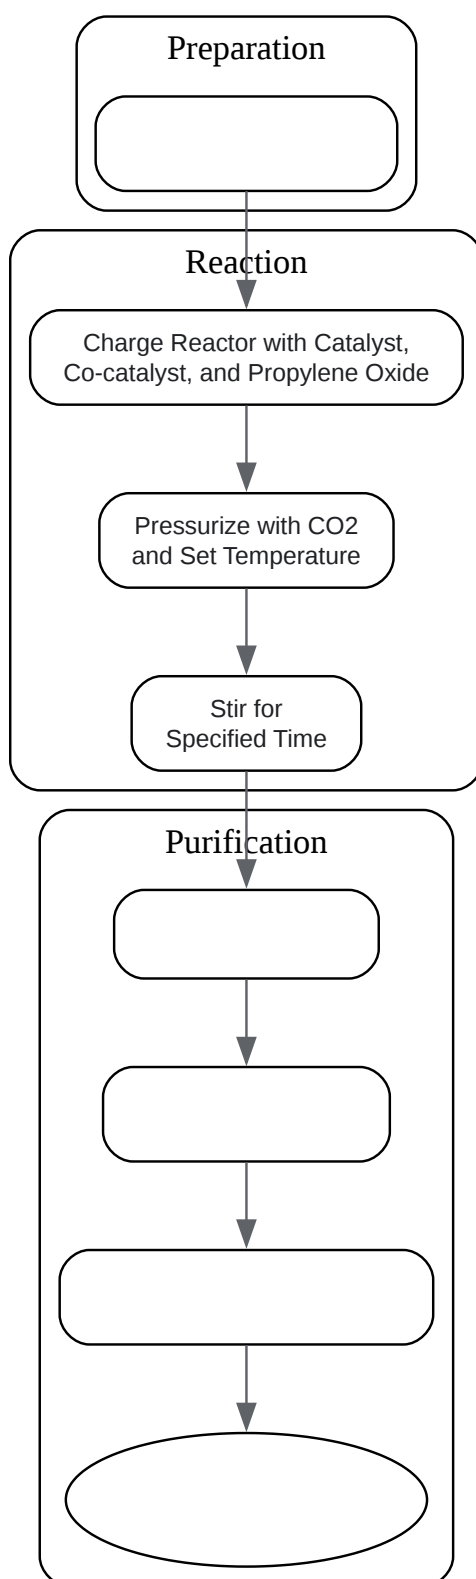 Preparation
Reaction
Charge Reactor with Catalyst,
Co-catalyst, and Propylene Oxide
Pressurize with CO2
and Set Temperature
Stir for
Specified Time
Purification